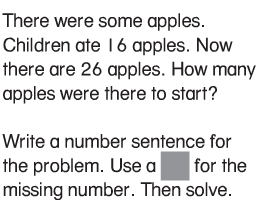 There were some apples.
Children ate 16 apples. Now
there are 26 apples. How many
apples were there to start?
Write a number sentence for
the problem. Use a for the
missing number. Then solve.